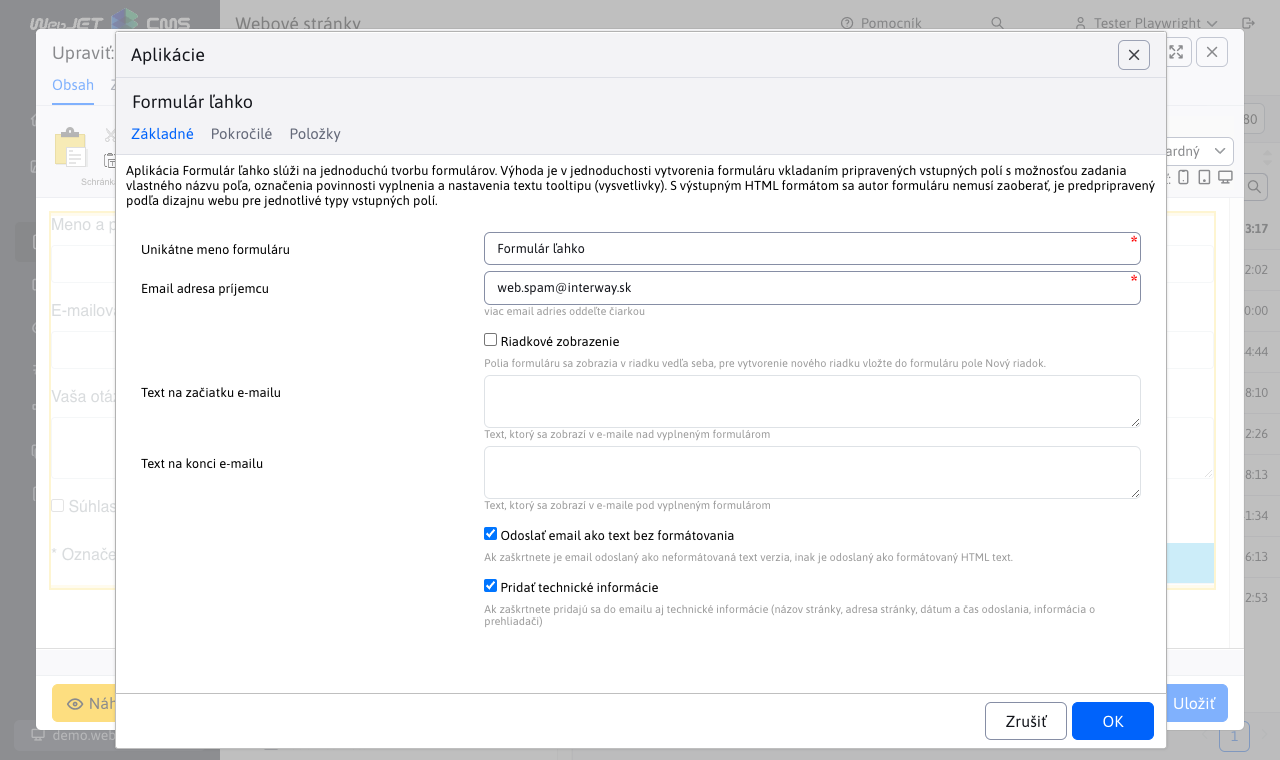 WebJET CMS
Webové stránky
Pomocník
Tester Playwright
Upraviť:
Aplikácie
Obsah
Formulár ľahko
80
Základné
Pokročilé
Položky
Schránka
Aplikácia Formulár ľahko slúži na jednoduchú tvorbu formulárov. Výhoda je v jednoduchosti vytvorenia formuláru vkladaním pripravených vstupných polí s možnosťou zadania
vlastného názvu poľa, označenia povinnosti vyplnenia a nastavenia textu tooltipu (vysvetlivky). S výstupným HTML formátom sa autor formuláru nemusí zaoberať, je predpripravený
podľa dizajnu webu pre jednotlivé typy vstupných polí.
Meno a p
3:17
Unikátne meno formuláru
Formulár ľahko
*
2:02
Email adresa príjemcu
web.spam@interway.sk
*
viac email adries oddeľte čiarkou
E-mailov
0:00
Riadkové zobrazenie
4:44
Polia formuláru sa zobrazia v riadku vedľa seba, pre vytvorenie nového riadku vložte do formuláru pole Nový riadok.
Text na začiatku e-mailu
Vaša otáz
8:10
Text, ktorý sa zobrazí v e-maile nad vyplneným formulárom
2:26
Text na konci e-mailu
8:13
Text, ktorý sa zobrazí v e-maile pod vyplneným formulárom
Súhlas
1:34
Odoslať email ako text bez formátovania
* Označe
6:13
Ak zaškrtnete je email odoslaný ako neformátovaná text verzia, inak je odoslaný ako formátovaný HTML text.
Pridať technické informácie
2:53
Ak zaškrtnete pridajú sa do emailu aj technické informácie (názov stránky, adresa stránky, dátum a čas odoslania, informácia o
prehliadači)
Náh
Uložiť
Zrušiť
OK
demo.web
1